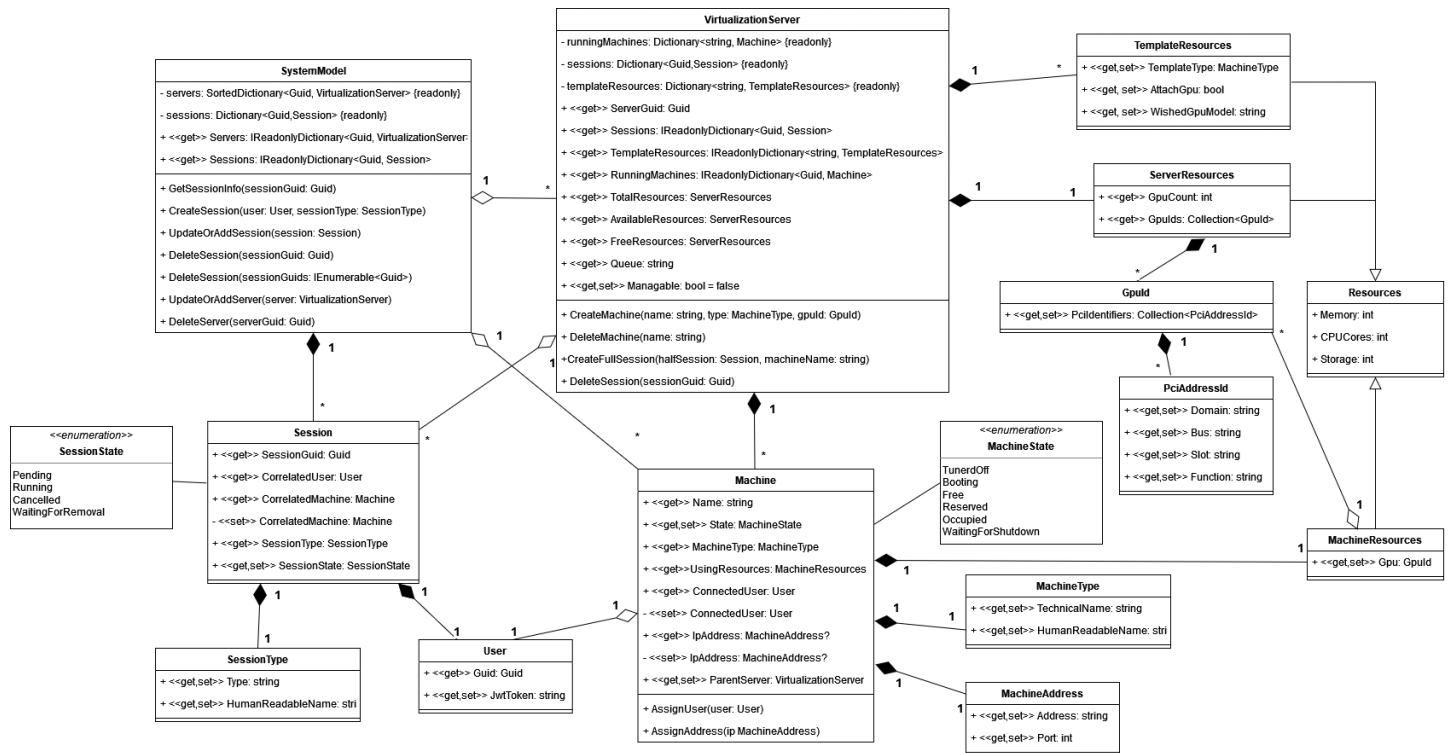 VirtualizationServer
- runningMachines: Dictionary<string, Machine> {readonly}
- sessions: Dictionary<Guid,Session> {readonly}
- templateResources: Dictionary<string, TemplateResources> {readonly}
+ <<get>> ServerGuid: Guid
+ <<get>> Sessions: IReadonlyDictionary<Guid, Session>
+ <<get>> TemplateResources: IReadonlyDictionary<string, TemplateResources>
+ <<get>> RunningMachines: IReadonlyDictionary<Guid, Machine>
+ <<get>> TotalResources: ServerResources
+ <<get>> AvailableResources: ServerResources
+ <<get>> FreeResources: ServerResources
+ <<get>> Queue: string
+ <<get,set>> Managable: bool = false
+ CreateMachine(name: string, type: MachineType, gpuId: GpuId)
+ DeleteMachine(name: string)
+CreateFullSession(halfSession: Session, machineName: string)
+ DeleteSession(sessionGuid: Guid)
SystemModel
- servers: SortedDictionary<Guid, VirtualizationServer> {readonly}
- sessions: Dictionary<Guid,Session> {readonly}
+ <<get>> Servers: IReadonlyDictionary<Guid, VirtualizationServer
+ <<get>> Sessions: IReadonlyDictionary<Guid, Session>
+ GetSessionInfo(sessionGuid: Guid)
+ CreateSession(user: User, sessionType: SessionType)
+ UpdateOrAddSession(session: Session)
+ DeleteSession(sessionGuid: Guid)
+ DeleteSession(sessionGuids: IEnumerable<Guid>)
+ UpdateOrAddServer(server: VirtualizationServer)
+ DeleteServer(serverGuid: Guid)
TemplateResources
+ <<get,set>> TemplateType: MachineType
+ <<get, set>> AttachGpu: bool
+ <<get, set>> WishedGpuModel: string
ServerResources
+ <<get>> GpuCount: int
+ <<get>> GpuIds: Collection<GpuId>
GpuId
+ <<get,set>> PciIdentifiers: Collection<PciAddressId>
Resources
+ Memory: int
+ CPUCores: int
+ Storage: int
PciAddressId
+ <<get,set>> Domain: string
+ <<get,set>> Bus: string
+ <<get,set>> Slot: string
+ <<get,set>> Function: string
<<enumeration>>
SessionState
Pending
Running
Cancelled
WaitingForRemoval
Session
+ <<get>> SessionGuid: Guid
+ <<get>> CorrelatedUser: User
+ <<get>> CorrelatedMachine: Machine
- <<set>> CorrelatedMachine: Machine
+ <<get>> SessionType: SessionType
+ <<get,set>> SessionState: SessionState
Machine
+ <<get>> Name: string
+ <<get,set>> State: MachineState
+ <<get>> MachineType: MachineType
+ <<get>>UsingResources: MachineResources
+ <<get>> ConnectedUser: User
- <<set>> ConnectedUser: User
+ <<get>> IpAddress: MachineAddress?
- <<set>> IpAddress: MachineAddress?
+ <<get,set>> ParentServer: VirtualizationServer
+ AssignUser(user: User)
+ AssignAddress(ip MachineAddress)
<<enumeration>>
MachineState
TunerdOff
Booting
Free
Reserved
Occupied
WaitingForShutdown
MachineResources
+ <<get,set>> Gpu: GpuId
MachineType
+ <<get,set>> TechnicalName: string
+ <<get,set>> HumanReadableName: stri
MachineAddress
+ <<get,set>> Address: string
+ <<get,set>> Port: int
SessionType
+ <<get,set>> Type: string
+ <<get,set>> HumanReadableName: stri
User
+ <<get>> Guid: Guid
+ <<get,set>> JwtToken: string
1
*
1
1
1
*
1
*
1
*
1
*
1
*
1
*
1
*
1
*
1
1
1
1
1
1
1
1
1
1
1
1